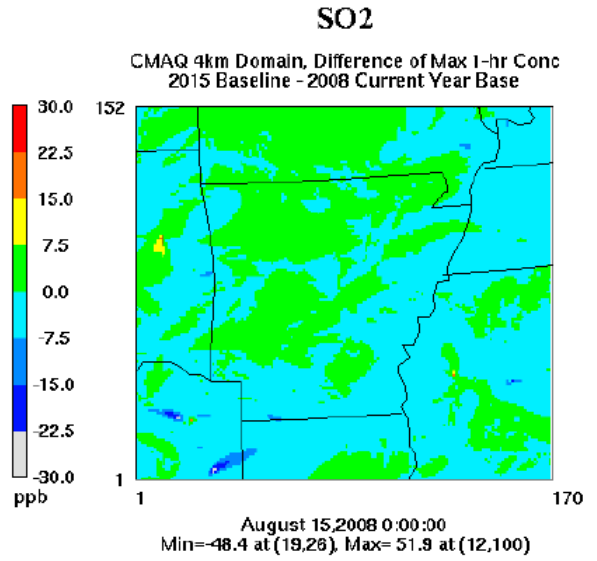 SO2
CMAQ 4km Domain, Difference of Max 1-hr Conc
2015 Baseline - 2008 Current Year Base
30.0
22.5
15.0
7.5
0.0
-7.5
-15.0
-22.5
-30.0
ppb
152
1
1
170
August 15,2008 0:00:00
Min=-48.4 at (19,26), Max= 51.9 at (12,100)